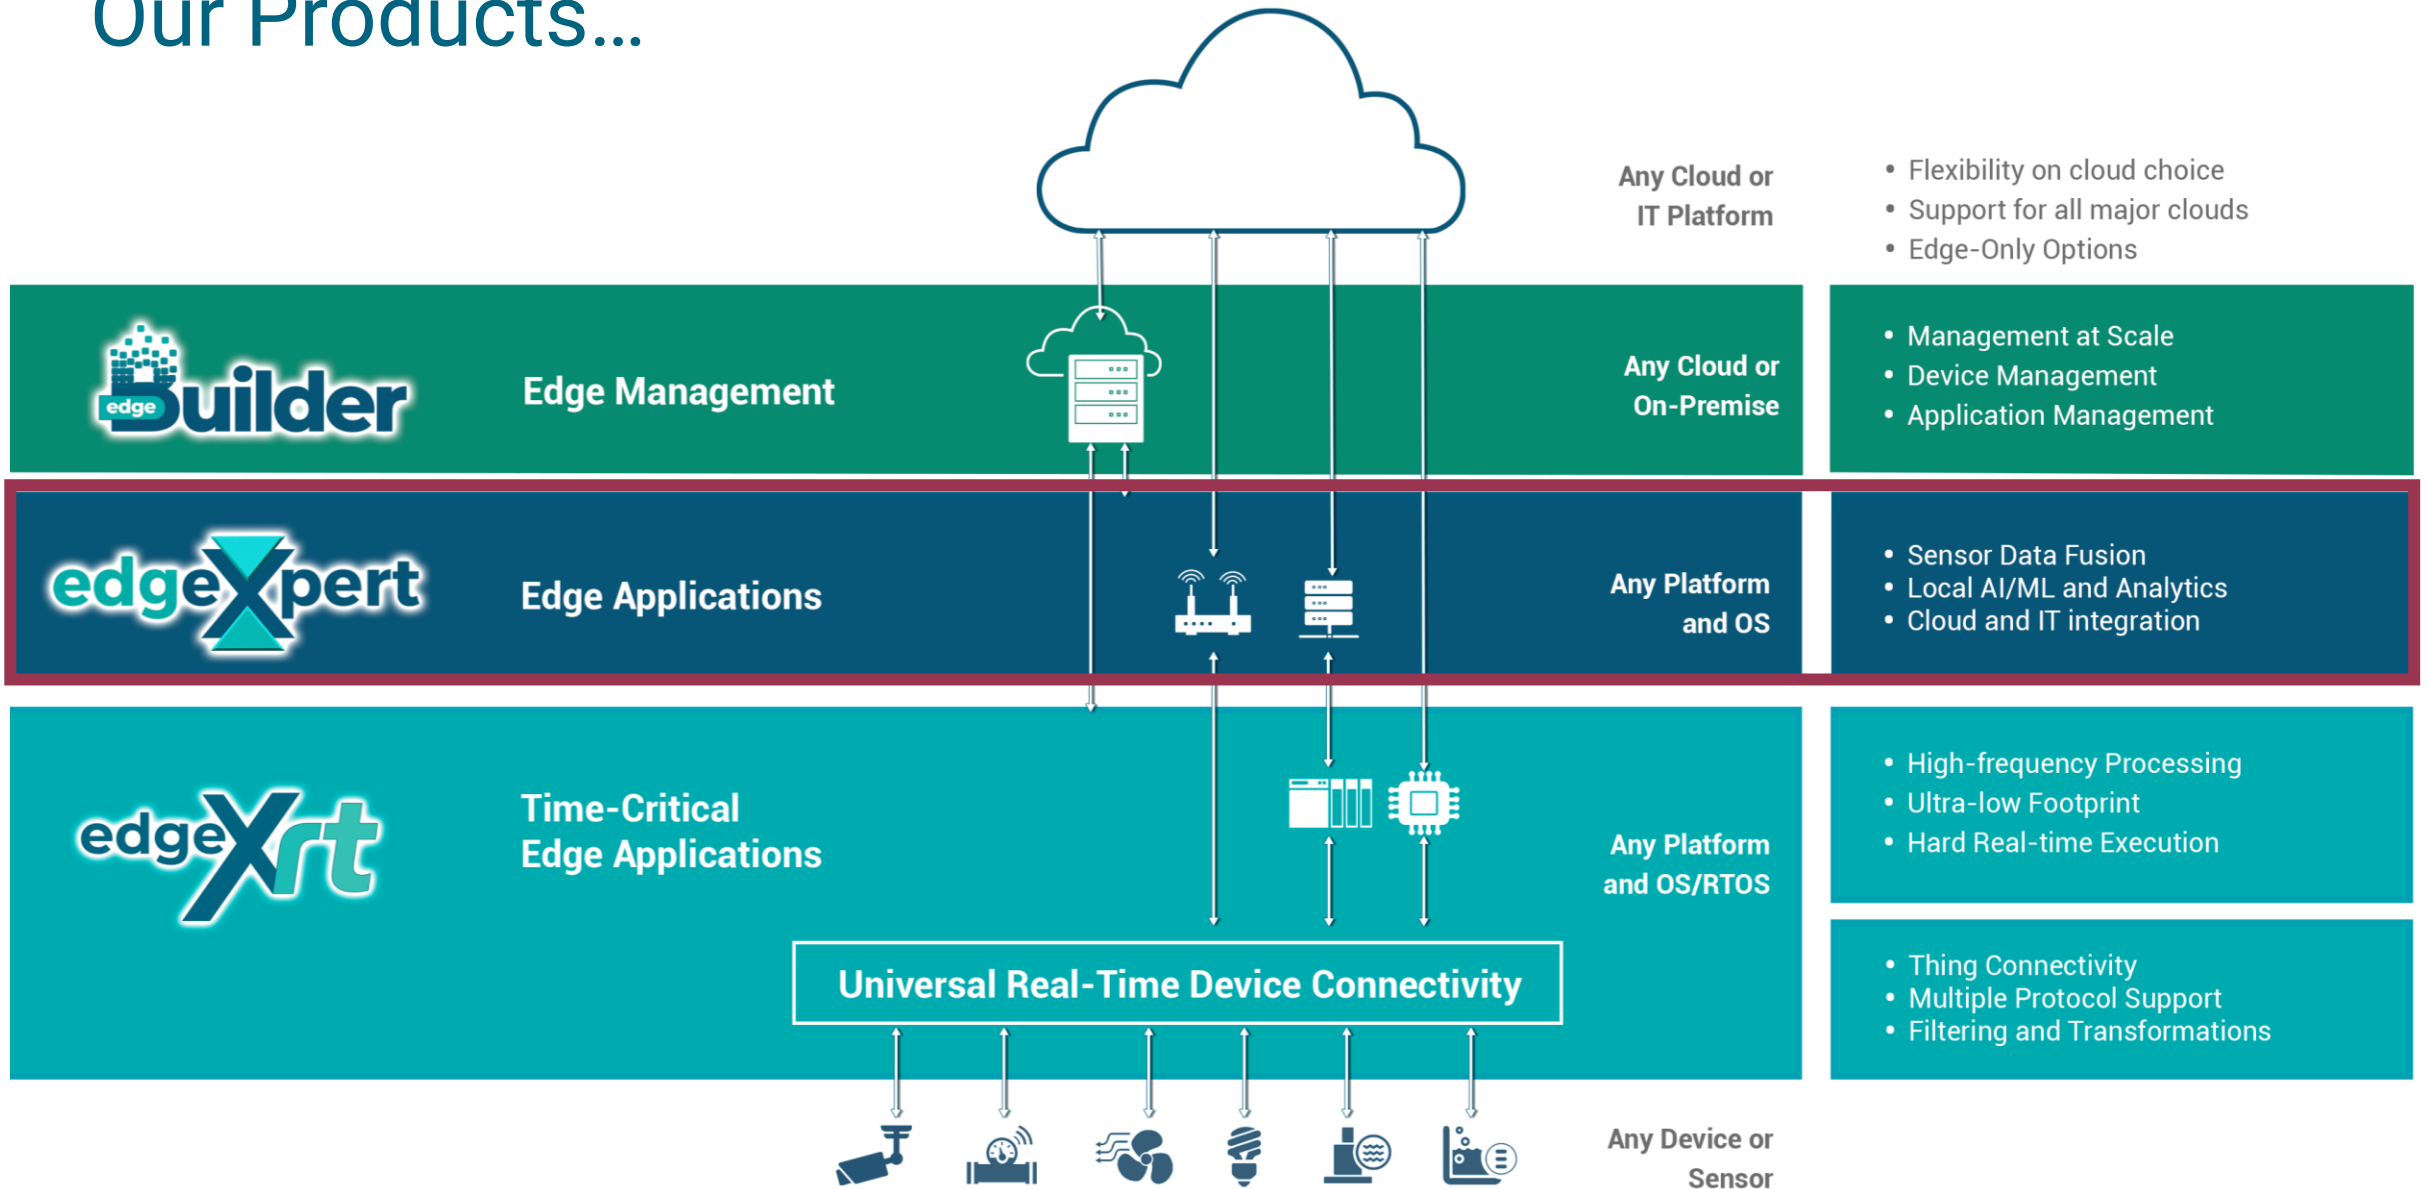 Our Products...
Any Cloud or
IT Platform
• Flexibility on cloud choice
• Support for all major clouds
• Edge-Only Options
edge Builder
Edge Management
Any Cloud or
On-Premise
• Management at Scale
• Device Management
• Application Management
edgeXpert
Edge Applications
Any Platform
and OS
• Sensor Data Fusion
• Local AI/ML and Analytics
• Cloud and IT integration
edgeXrt
Time-Critical
Edge Applications
Any Platform
and OS/RTOS
• High-frequency Processing
• Ultra-low Footprint
• Hard Real-time Execution
Universal Real-Time Device Connectivity
• Thing Connectivity
• Multiple Protocol Support
• Filtering and Transformations
Any Device or
Sensor